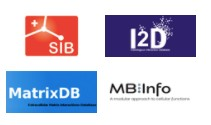 SIB
I2D
MatrixDB
MBInfo
A modular approach to cellular functions